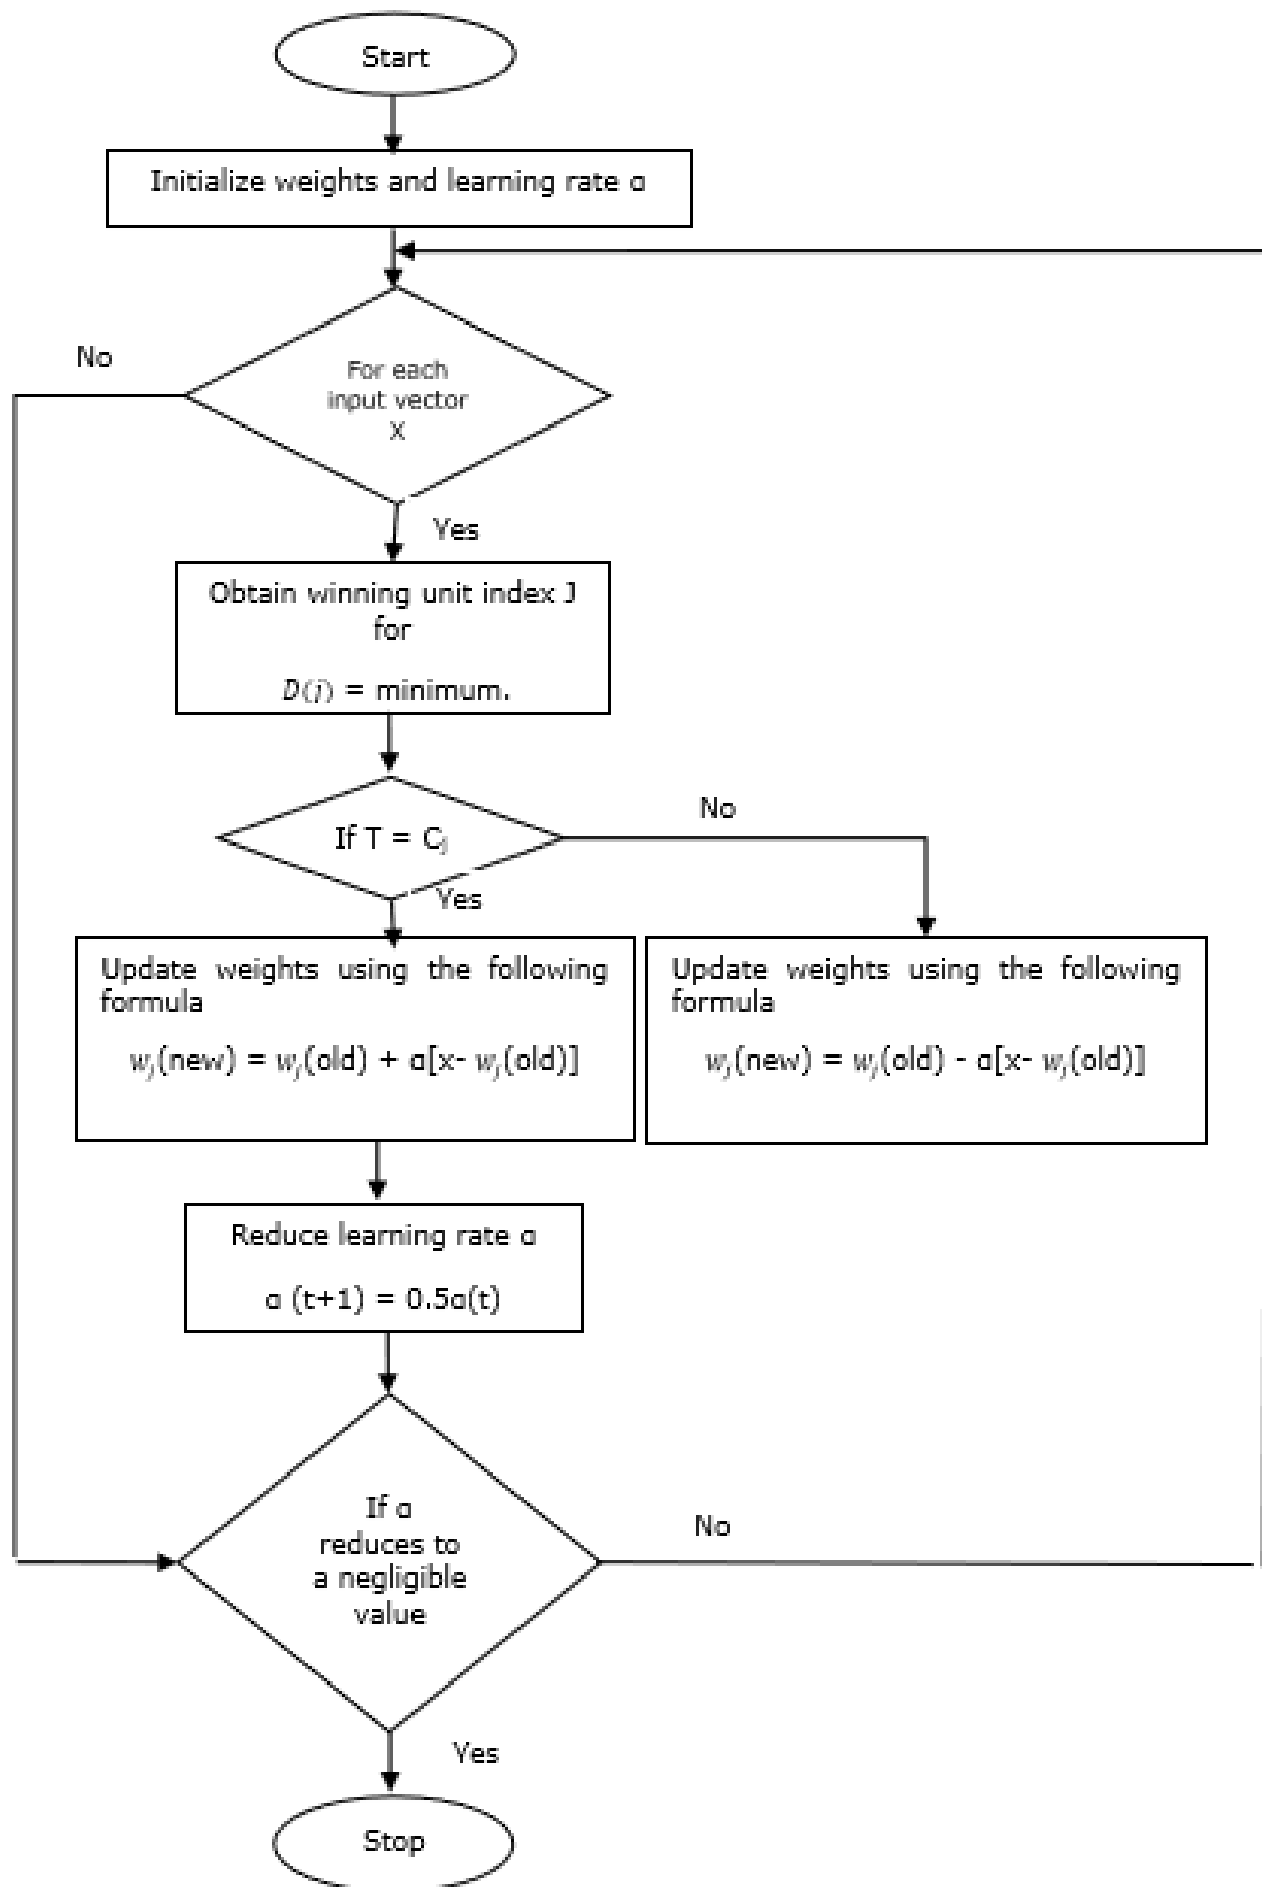 Start
Initialize weights and learning rate α
No
For each
input vector
X
Yes
Obtain winning unit index J
for
D(j) = minimum.
No
If T = Cⱼ
Yes
Update weights using the following
formula
wⱼ(new) = wⱼ(old) + α[x- wⱼ(old)]
Update weights using the following
formula
wⱼ(new) = wⱼ(old) - α[x- wⱼ(old)]
Reduce learning rate α
α (t+1) = 0.5α(t)
If α
reduces to
a negligible
value
No
Yes
Stop